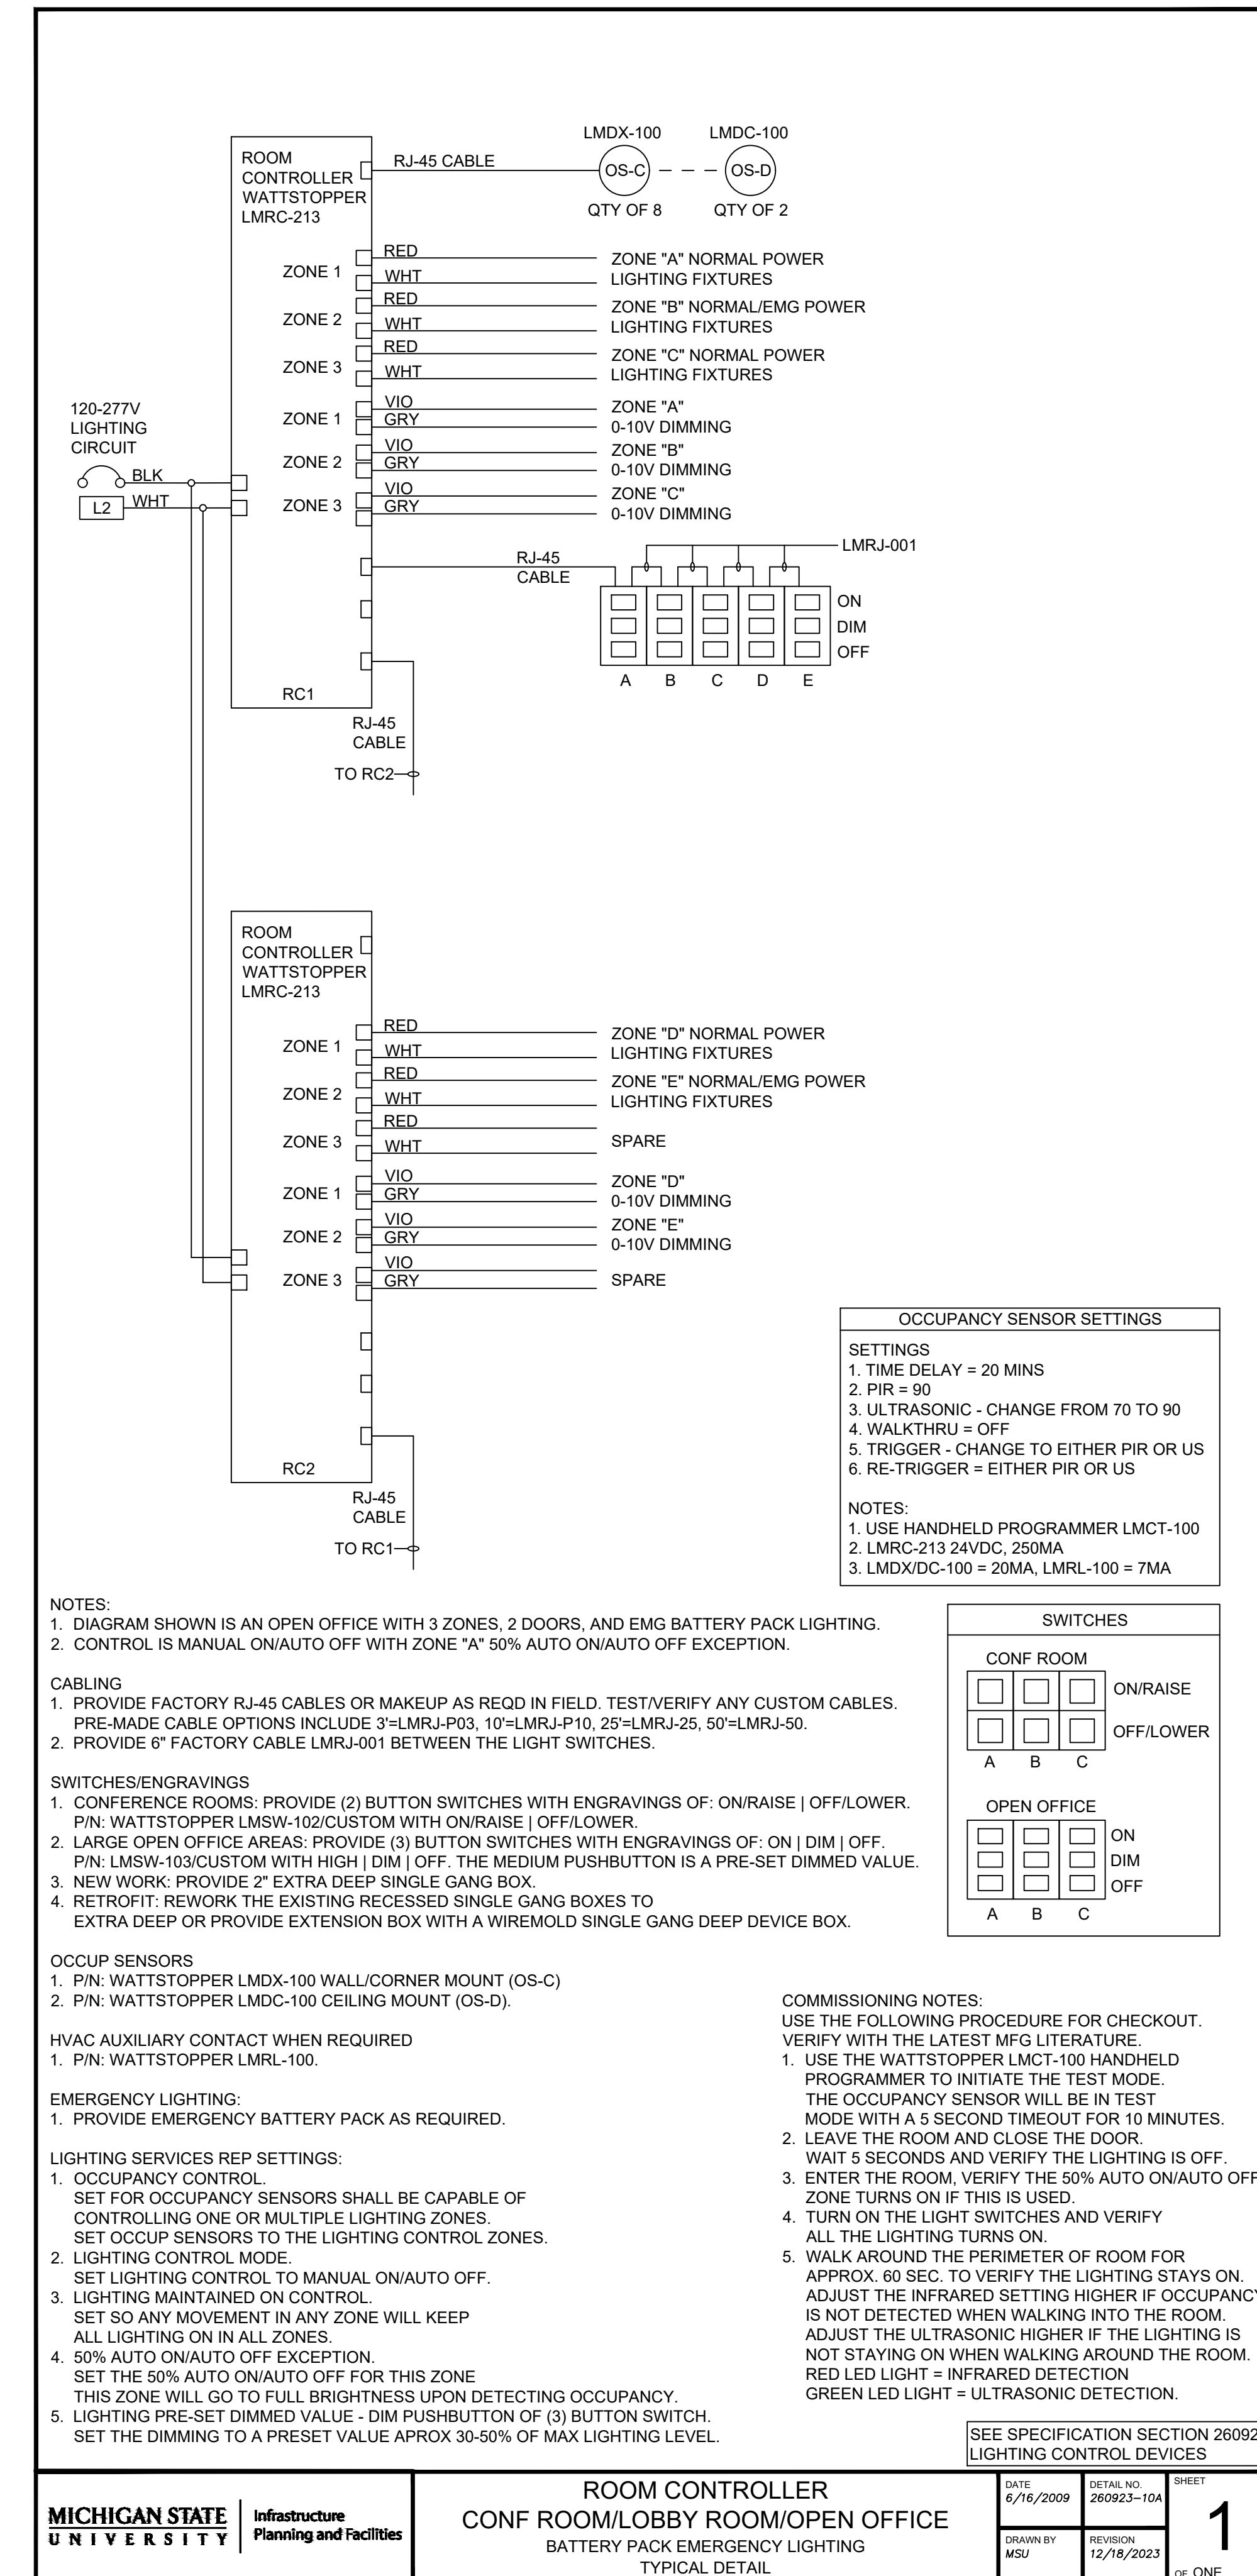 LMDX-100 LMDC-100
ROOM
CONTROLLER
WATTSTOPPER
LMRC-213
RJ-45 CABLE
OS-C OS-D
QTY OF 8 QTY OF 2
ZONE 1
RED
WHT
ZONE "A" NORMAL POWER
LIGHTING FIXTURES
ZONE 2
RED
WHT
ZONE "B" NORMAL/EMG POWER
LIGHTING FIXTURES
ZONE 3
RED
WHT
ZONE "C" NORMAL POWER
LIGHTING FIXTURES
120-277V
LIGHTING
CIRCUIT
BLK
L2 WHT
ZONE 1
VIO
GRY
ZONE "A"
0-10V DIMMING
ZONE 2
VIO
GRY
ZONE "B"
0-10V DIMMING
ZONE 3
VIO
GRY
ZONE "C"
0-10V DIMMING
RJ-45
CABLE
LMRJ-001
ON
DIM
OFF
A B C D E
RC1
RJ-45
CABLE
TO RC2
ROOM
CONTROLLER
WATTSTOPPER
LMRC-213
ZONE 1
RED
WHT
ZONE "D" NORMAL POWER
LIGHTING FIXTURES
ZONE 2
RED
WHT
ZONE "E" NORMAL/EMG POWER
LIGHTING FIXTURES
ZONE 3
RED
WHT
SPARE
ZONE 1
VIO
GRY
ZONE "D"
0-10V DIMMING
ZONE 2
VIO
GRY
ZONE "E"
0-10V DIMMING
ZONE 3
VIO
GRY
SPARE
RC2
RJ-45
CABLE
TO RC1
OCCUPANCY SENSOR SETTINGS
SETTINGS
1. TIME DELAY = 20 MINS
2. PIR = 90
3. ULTRASONIC - CHANGE FROM 70 TO 90
4. WALKTHRU = OFF
5. TRIGGER - CHANGE TO EITHER PIR OR US
6. RE-TRIGGER = EITHER PIR OR US
NOTES:
1. USE HANDHELD PROGRAMMER LMCT-100
2. LMRC-213 24VDC, 250MA
3. LMDX/DC-100 = 20MA, LMRL-100 = 7MA
NOTES:
1. DIAGRAM SHOWN IS AN OPEN OFFICE WITH 3 ZONES, 2 DOORS, AND EMG BATTERY PACK LIGHTING.
2. CONTROL IS MANUAL ON/AUTO OFF WITH ZONE "A" 50% AUTO ON/AUTO OFF EXCEPTION.
CABLING
1. PROVIDE FACTORY RJ-45 CABLES OR MAKEUP AS REQD IN FIELD. TEST/VERIFY ANY CUSTOM CABLES.
PRE-MADE CABLE OPTIONS INCLUDE 3'=LMRJ-P03, 10'=LMRJ-P10, 25'=LMRJ-25, 50'=LMRJ-50.
2. PROVIDE 6" FACTORY CABLE LMRJ-001 BETWEEN THE LIGHT SWITCHES.
SWITCHES/ENGRAVINGS
1. CONFERENCE ROOMS: PROVIDE (2) BUTTON SWITCHES WITH ENGRAVINGS OF: ON/RAISE | OFF/LOWER.
P/N: WATTSTOPPER LMSW-102/CUSTOM WITH ON/RAISE | OFF/LOWER.
2. LARGE OPEN OFFICE AREAS: PROVIDE (3) BUTTON SWITCHES WITH ENGRAVINGS OF: ON | DIM | OFF.
P/N: LMSW-103/CUSTOM WITH HIGH | DIM | OFF. THE MEDIUM PUSHBUTTON IS A PRE-SET DIMMED VALUE.
3. NEW WORK: PROVIDE 2" EXTRA DEEP SINGLE GANG BOX.
4. RETROFIT: REWORK THE EXISTING RECESSED SINGLE GANG BOXES TO
EXTRA DEEP OR PROVIDE EXTENSION BOX WITH A WIREMOLD SINGLE GANG DEEP DEVICE BOX.
SWITCHES
CONF ROOM
ON/RAISE
OFF/LOWER
A B C
OPEN OFFICE
ON
DIM
OFF
A B C
OCCUP SENSORS
1. P/N: WATTSTOPPER LMDX-100 WALL/CORNER MOUNT (OS-C)
2. P/N: WATTSTOPPER LMDC-100 CEILING MOUNT (OS-D).
HVAC AUXILIARY CONTACT WHEN REQUIRED
1. P/N: WATTSTOPPER LMRL-100.
EMERGENCY LIGHTING:
1. PROVIDE EMERGENCY BATTERY PACK AS REQUIRED.
LIGHTING SERVICES REP SETTINGS:
1. OCCUPANCY CONTROL.
SET FOR OCCUPANCY SENSORS SHALL BE CAPABLE OF
CONTROLLING ONE OR MULTIPLE LIGHTING ZONES.
SET OCCUP SENSORS TO THE LIGHTING CONTROL ZONES.
2. LIGHTING CONTROL MODE.
SET LIGHTING CONTROL TO MANUAL ON/AUTO OFF.
3. LIGHTING MAINTAINED ON CONTROL.
SET SO ANY MOVEMENT IN ANY ZONE WILL KEEP
ALL LIGHTING ON IN ALL ZONES.
4. 50% AUTO ON/AUTO OFF EXCEPTION.
SET THE 50% AUTO ON/AUTO OFF FOR THIS ZONE
THIS ZONE WILL GO TO FULL BRIGHTNESS UPON DETECTING OCCUPANCY.
5. LIGHTING PRE-SET DIMMED VALUE - DIM PUSHBUTTON OF (3) BUTTON SWITCH.
SET THE DIMMING TO A PRESET VALUE APROX 30-50% OF MAX LIGHTING LEVEL.
COMMISSIONING NOTES:
USE THE FOLLOWING PROCEDURE FOR CHECKOUT.
VERIFY WITH THE LATEST MFG LITERATURE.
1. USE THE WATTSTOPPER LMCT-100 HANDHELD
PROGRAMMER TO INITIATE THE TEST MODE.
THE OCCUPANCY SENSOR WILL BE IN TEST
MODE WITH A 5 SECOND TIMEOUT FOR 10 MINUTES.
2. LEAVE THE ROOM AND CLOSE THE DOOR.
WAIT 5 SECONDS AND VERIFY THE LIGHTING IS OFF.
3. ENTER THE ROOM, VERIFY THE 50% AUTO ON/AUTO OFF
ZONE TURNS ON IF THIS IS USED.
4. TURN ON THE LIGHT SWITCHES AND VERIFY
ALL THE LIGHTING TURNS ON.
5. WALK AROUND THE PERIMETER OF ROOM FOR
APPROX. 60 SEC. TO VERIFY THE LIGHTING STAYS ON.
ADJUST THE INFRARED SETTING HIGHER IF OCCUPANCY
IS NOT DETECTED WHEN WALKING INTO THE ROOM.
ADJUST THE ULTRASONIC HIGHER IF THE LIGHTING IS
NOT STAYING ON WHEN WALKING AROUND THE ROOM.
RED LED LIGHT = INFRARED DETECTION
GREEN LED LIGHT = ULTRASONIC DETECTION.
SEE SPECIFICATION SECTION 26092
LIGHTING CONTROL DEVICES
MICHIGAN STATE
UNIVERSITY
Infrastructure
Planning and Facilities
ROOM CONTROLLER
CONF ROOM/LOBBY ROOM/OPEN OFFICE
BATTERY PACK EMERGENCY LIGHTING
TYPICAL DETAIL
DATE
6/16/2009
DETAIL NO.
260923-10A
DRAWN BY
MSU
REVISION
12/18/2023
SHEET
1
OF ONE